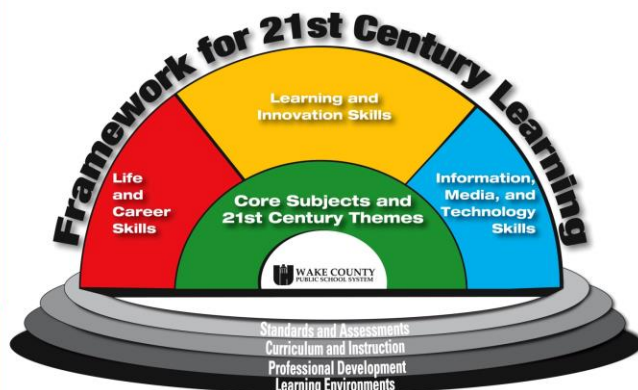 Framework for 21st Century Learning
Learning and
Innovation Skills
Life
and
Career
Skills
Core Subjects and
21st Century Themes
Information,
Media, and
Technology
Skills
WAKE COUNTY
PUBLIC SCHOOL SYSTEM
Standards and Assessments
Curriculum and Instruction
Professional Development
Learning Environments